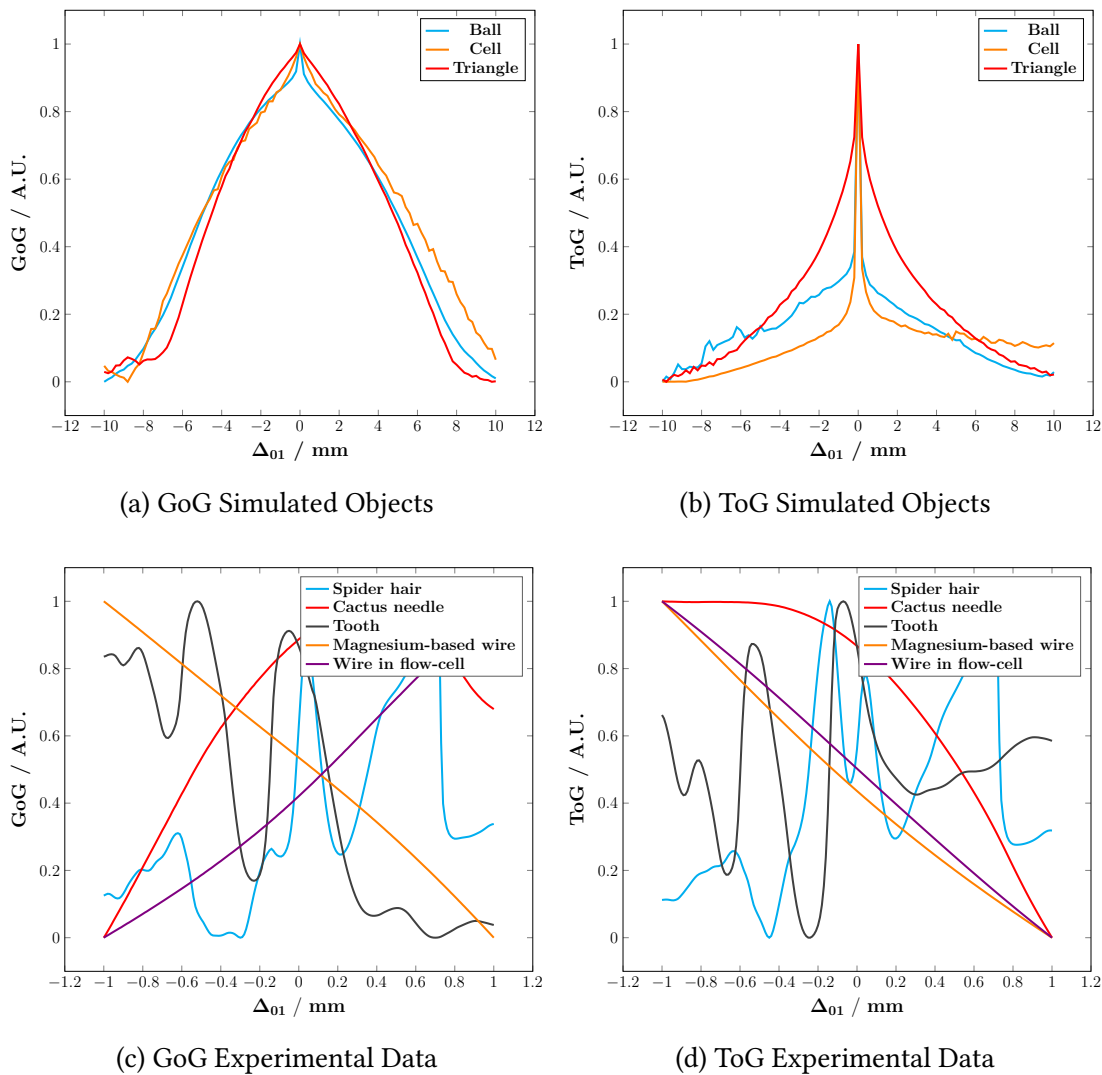 1
0.8
0.6
0.4
0.2
0
GoG / A.U.
Ball
Cell
Triangle
−12 −10 −8 −6 −4 −2 0 2 4 6 8 10 12
Δ01 / mm
(a) GoG Simulated Objects
1
0.8
0.6
0.4
0.2
0
ToG / A.U.
Ball
Cell
Triangle
−12 −10 −8 −6 −4 −2 0 2 4 6 8 10 12
Δ01 / mm
(b) ToG Simulated Objects
1
0.8
0.6
0.4
0.2
0
GoG / A.U.
Spider hair
Cactus needle
Tooth
Magnesium-based wire
Wire in flow-cell
−1.2 −1 −0.8 −0.6 −0.4 −0.2 0 0.2 0.4 0.6 0.8 1 1.2
Δ01 / mm
(c) GoG Experimental Data
1
0.8
0.6
0.4
0.2
0
ToG / A.U.
Spider hair
Cactus needle
Tooth
Magnesium-based wire
Wire in flow-cell
−1.2 −1 −0.8 −0.6 −0.4 −0.2 0 0.2 0.4 0.6 0.8 1 1.2
Δ01 / mm
(d) ToG Experimental Data